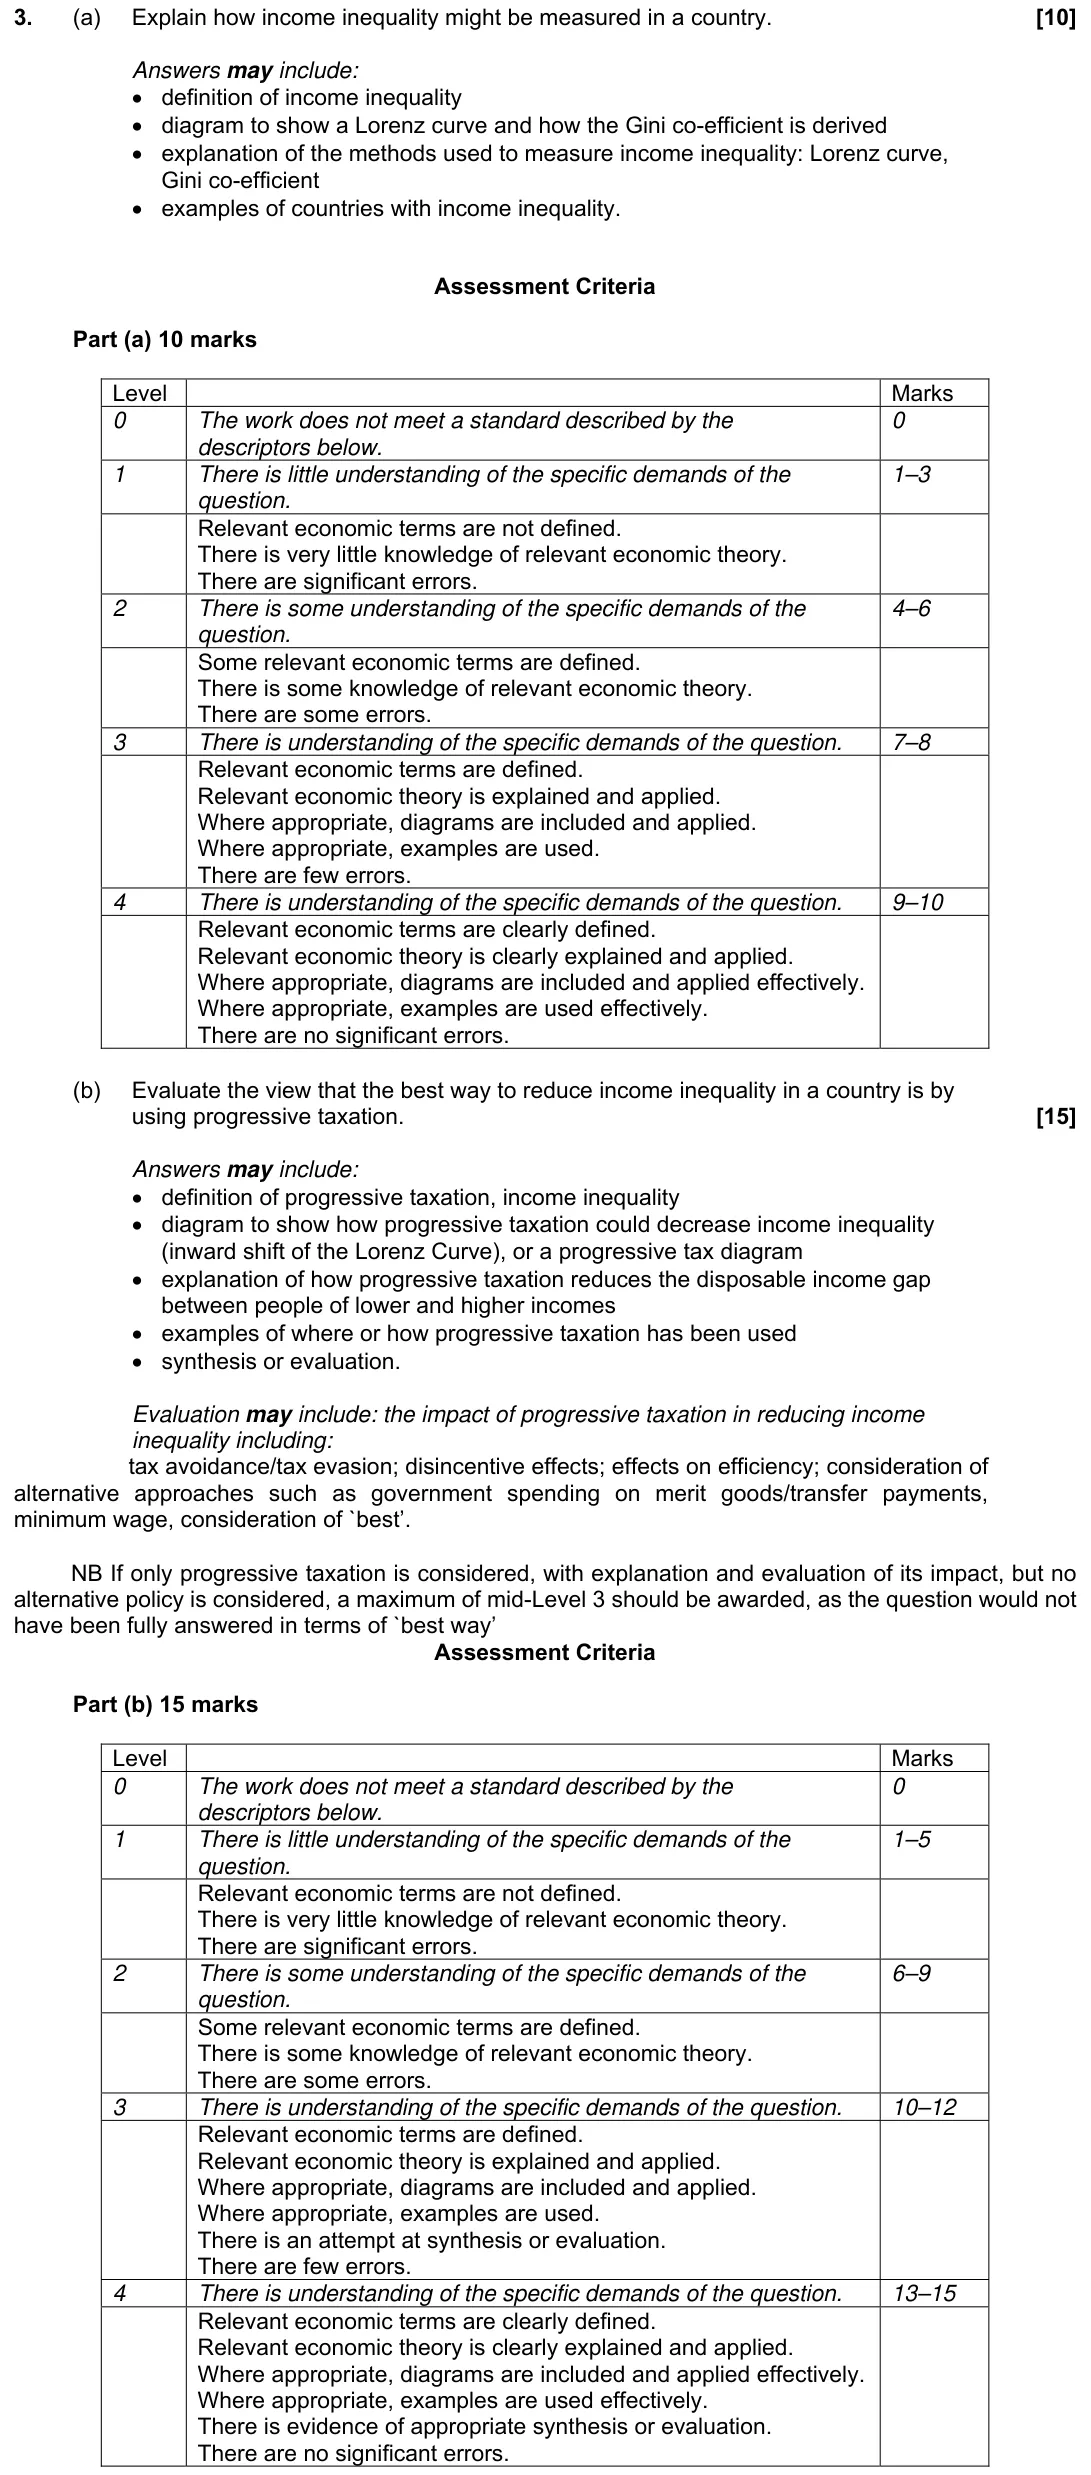 3. (a) Explain how income inequality might be measured in a country. [10]
Answers may include:
• definition of income inequality
• diagram to show a Lorenz curve and how the Gini co-efficient is derived
• explanation of the methods used to measure income inequality: Lorenz curve,
Gini co-efficient
• examples of countries with income inequality.
Assessment Criteria
Part (a) 10 marks
Level Marks
0 The work does not meet a standard described by the 0
descriptors below.
1 There is little understanding of the specific demands of the 1–3
question.
Relevant economic terms are not defined.
There is very little knowledge of relevant economic theory.
There are significant errors.
2 There is some understanding of the specific demands of the 4–6
question.
Some relevant economic terms are defined.
There is some knowledge of relevant economic theory.
There are some errors.
3 There is understanding of the specific demands of the question. 7–8
Relevant economic terms are defined.
Relevant economic theory is explained and applied.
Where appropriate, diagrams are included and applied.
Where appropriate, examples are used.
There are few errors.
4 There is understanding of the specific demands of the question. 9–10
Relevant economic terms are clearly defined.
Relevant economic theory is clearly explained and applied.
Where appropriate, diagrams are included and applied effectively.
Where appropriate, examples are used effectively.
There are no significant errors.
(b) Evaluate the view that the best way to reduce income inequality in a country is by
using progressive taxation. [15]
Answers may include:
• definition of progressive taxation, income inequality
• diagram to show how progressive taxation could decrease income inequality
(inward shift of the Lorenz Curve), or a progressive tax diagram
• explanation of how progressive taxation reduces the disposable income gap
between people of lower and higher incomes
• examples of where or how progressive taxation has been used
• synthesis or evaluation.
Evaluation may include: the impact of progressive taxation in reducing income
inequality including:
tax avoidance/tax evasion; disincentive effects; effects on efficiency; consideration of
alternative approaches such as government spending on merit goods/transfer payments,
minimum wage, consideration of `best’.
NB If only progressive taxation is considered, with explanation and evaluation of its impact, but no
alternative policy is considered, a maximum of mid-Level 3 should be awarded, as the question would not
have been fully answered in terms of `best way’
Assessment Criteria
Part (b) 15 marks
Level Marks
0 The work does not meet a standard described by the 0
descriptors below.
1 There is little understanding of the specific demands of the 1–5
question.
Relevant economic terms are not defined.
There is very little knowledge of relevant economic theory.
There are significant errors.
2 There is some understanding of the specific demands of the 6–9
question.
Some relevant economic terms are defined.
There is some knowledge of relevant economic theory.
There are some errors.
3 There is understanding of the specific demands of the question. 10–12
Relevant economic terms are defined.
Relevant economic theory is explained and applied.
Where appropriate, diagrams are included and applied.
Where appropriate, examples are used.
There is an attempt at synthesis or evaluation.
There are few errors.
4 There is understanding of the specific demands of the question. 13–15
Relevant economic terms are clearly defined.
Relevant economic theory is clearly explained and applied.
Where appropriate, diagrams are included and applied effectively.
Where appropriate, examples are used effectively.
There is evidence of appropriate synthesis or evaluation.
There are no significant errors.